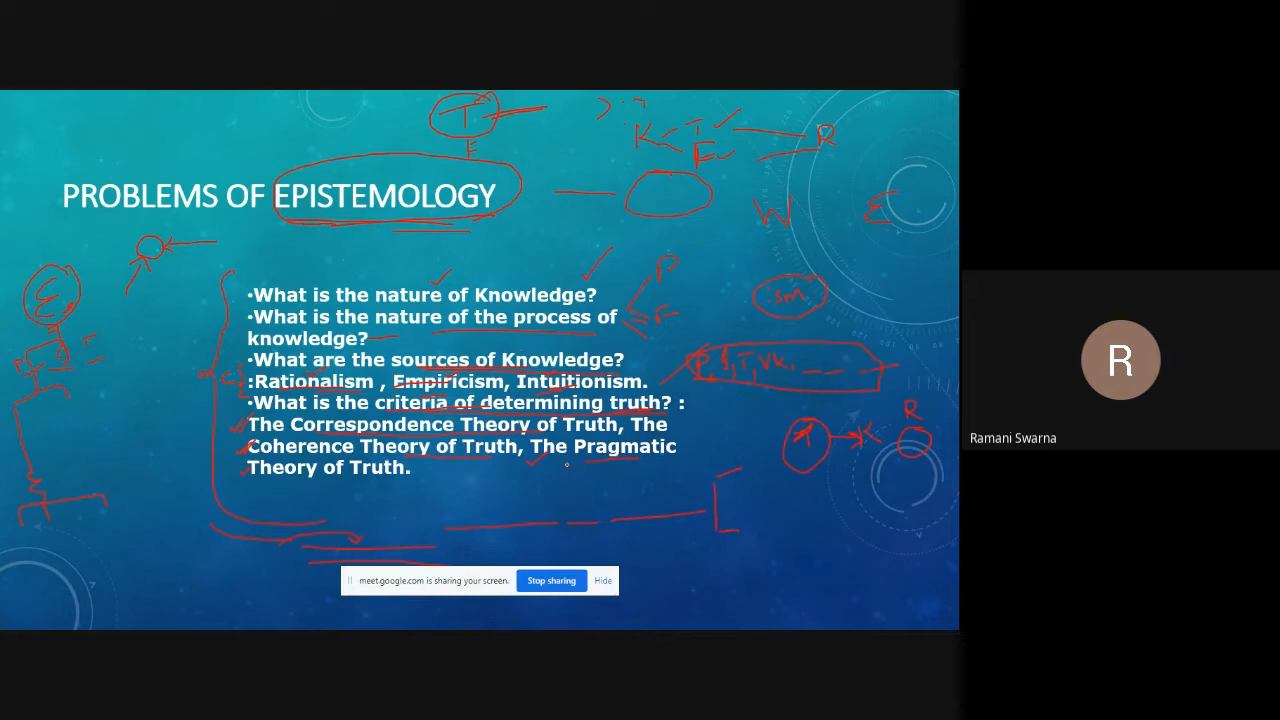 T
K T R
E
F
PROBLEMS OF EPISTEMOLOGY
W E
•What is the nature of Knowledge?
P
F
sm
•What is the nature of the process of
knowledge?
•What are the sources of Knowledge?
:Rationalism , Empiricism, Intuitionism.
•What is the criteria of determining truth? :
The Correspondence Theory of Truth, The
Coherence Theory of Truth, The Pragmatic
Theory of Truth.
K R
meet.google.com is sharing your screen. Stop sharing Hide
R
Ramani Swarna